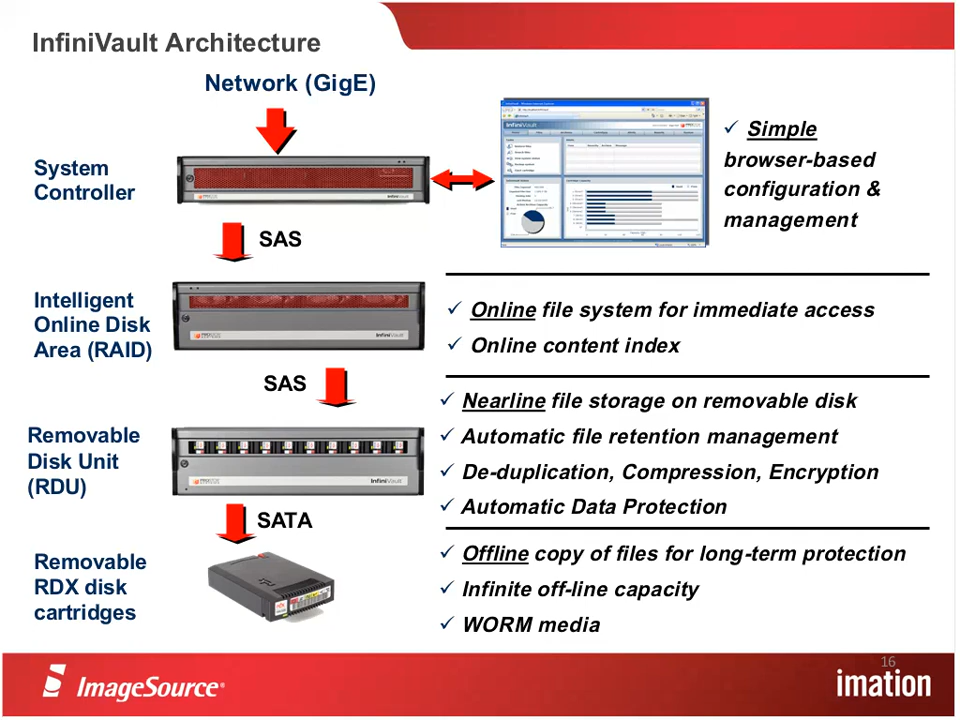 InfiniVault Architecture
Network (GigE)
System
Controller
InfiniVault
✓ Simple
browser-based
configuration &
management
SAS
Intelligent
Online Disk
Area (RAID)
InfiniVault
✓ Online file system for immediate access
✓ Online content index
SAS
Removable
Disk Unit
(RDU)
InfiniVault
✓ Nearline file storage on removable disk
✓ Automatic file retention management
✓ De-duplication, Compression, Encryption
✓ Automatic Data Protection
SATA
Removable
RDX disk
cartridges
✓ Offline copy of files for long-term protection
✓ Infinite off-line capacity
✓ WORM media
16
ImageSource®
imation